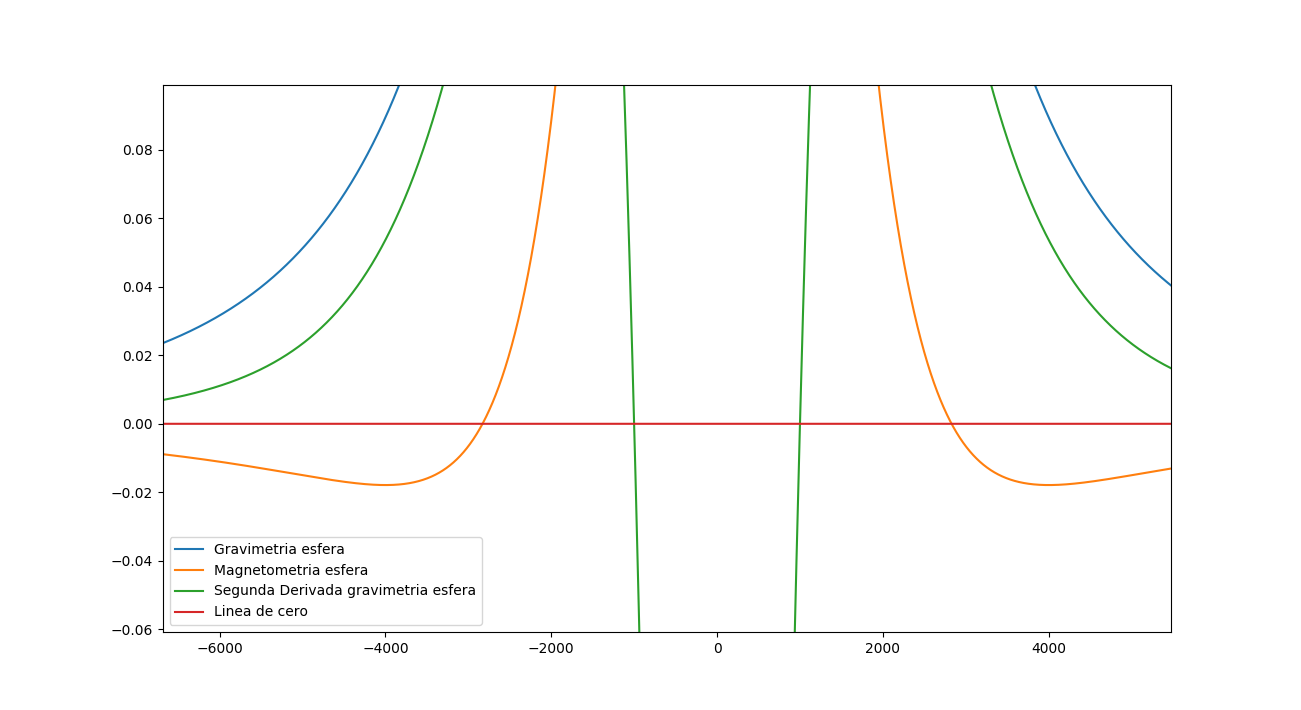 0.08
0.06
0.04
0.02
0.00
−0.02
−0.04
−0.06
Gravimetria esfera
Magnetometria esfera
Segunda Derivada gravimetria esfera
Linea de cero
−6000 −4000 −2000 0 2000 4000